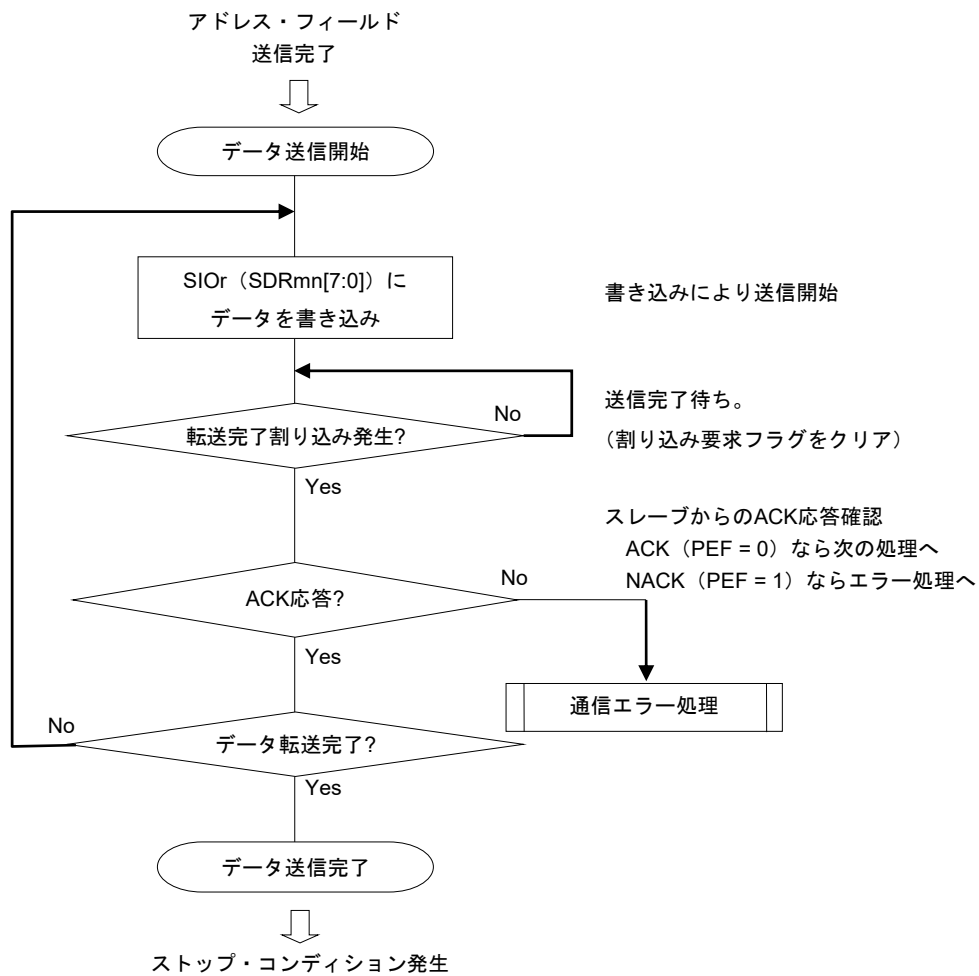 アドレス・フィールド
送信完了
データ送信開始
SIOr（SDRmn[7:0]）に
データを書き込み
書き込みにより送信開始
転送完了割り込み発生?
No
Yes
送信完了待ち。
（割り込み要求フラグをクリア）
ACK応答?
No
Yes
スレーブからのACK応答確認
ACK（PEF = 0）なら次の処理へ
NACK（PEF = 1）ならエラー処理へ
通信エラー処理
データ転送完了?
No
Yes
データ送信完了
ストップ・コンディション発生